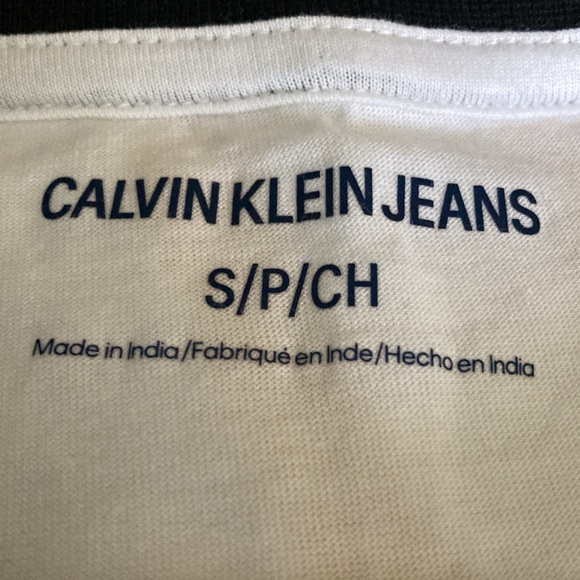 CALVIN KLEIN JEANS
S/P/CH
Made in India/Fabriqué en Inde/Hecho en India